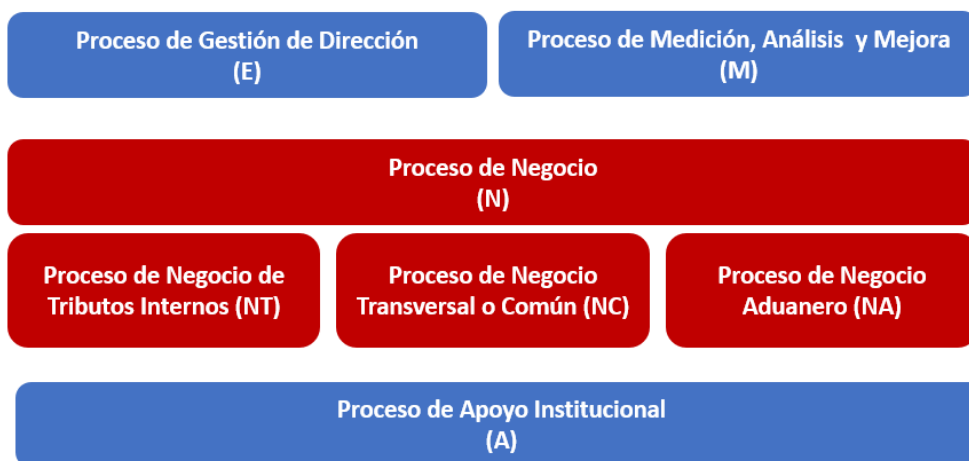 Proceso de Gestión de Dirección
(E)
Proceso de Medición, Análisis y Mejora
(M)
Proceso de Negocio
(N)
Proceso de Negocio de
Tributos Internos (NT)
Proceso de Negocio
Transversal o Común (NC)
Proceso de Negocio
Aduanero (NA)
Proceso de Apoyo Institucional
(A)